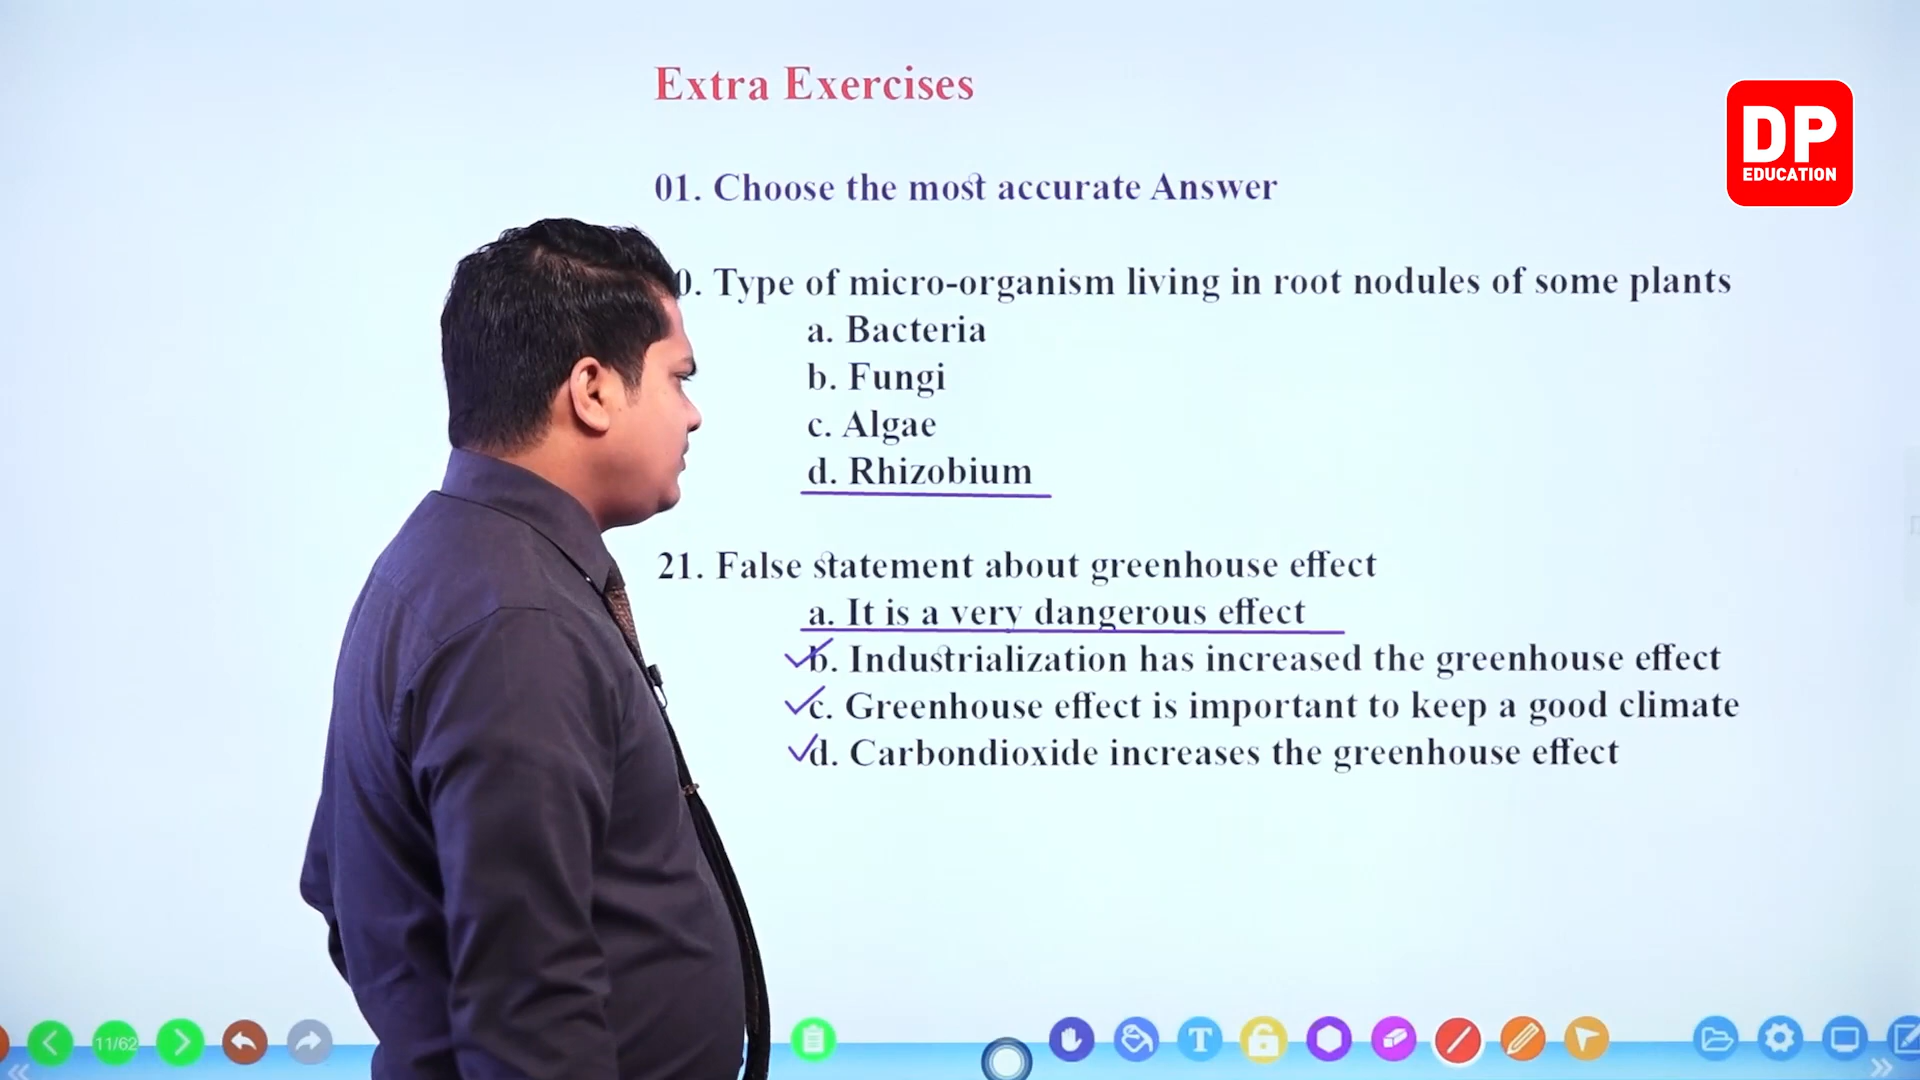 Extra Exercises
DP
EDUCATION
01. Choose the most accurate Answer
0. Type of micro-organism living in root nodules of some plants
a. Bacteria
b. Fungi
c. Algae
d. Rhizobium
21. False statement about greenhouse effect
a. It is a very dangerous effect
b. Industrialization has increased the greenhouse effect
c. Greenhouse effect is important to keep a good climate
d. Carbondioxide increases the greenhouse effect
11/62
T